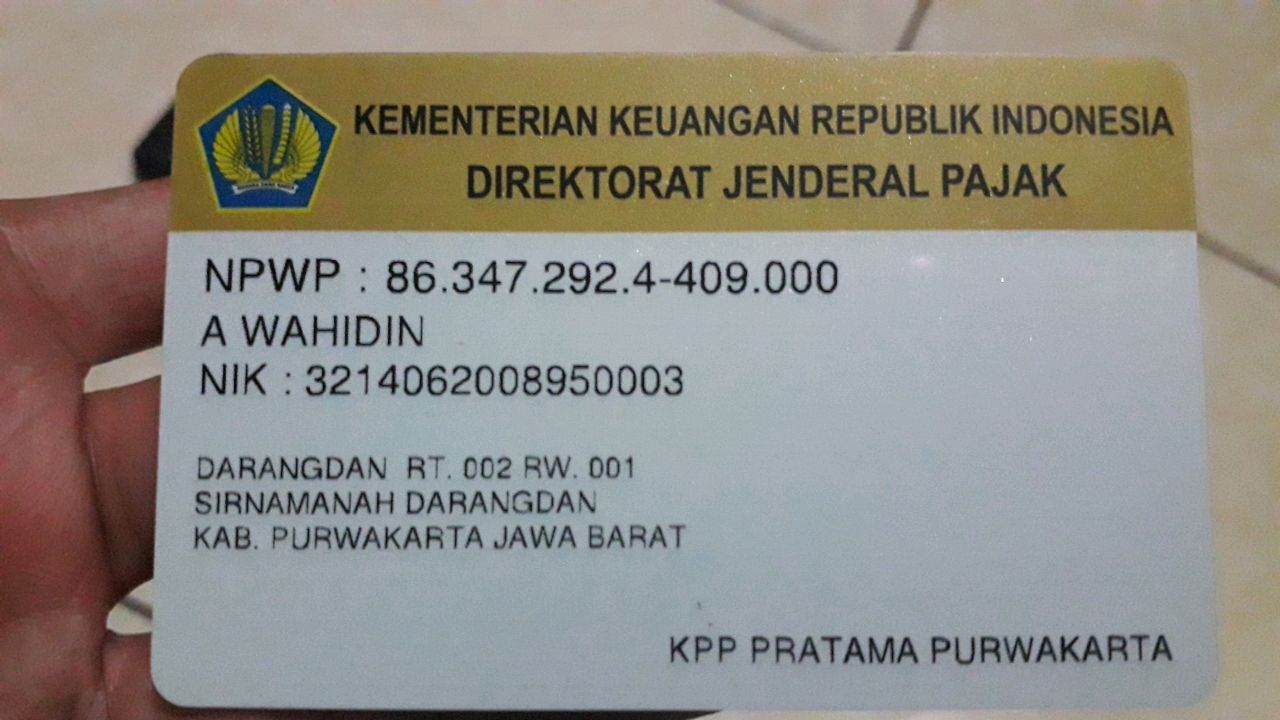 KEMENTERIAN KEUANGAN REPUBLIK INDONESIA
DIREKTORAT JENDERAL PAJAK
NPWP : 86.347.292.4-409.000
A WAHIDIN
NIK : 3214062008950003
DARANGDAN RT. 002 RW. 001
SIRNAMANAH DARANGDAN
KAB. PURWAKARTA JAWA BARAT
KPP PRATAMA PURWAKARTA